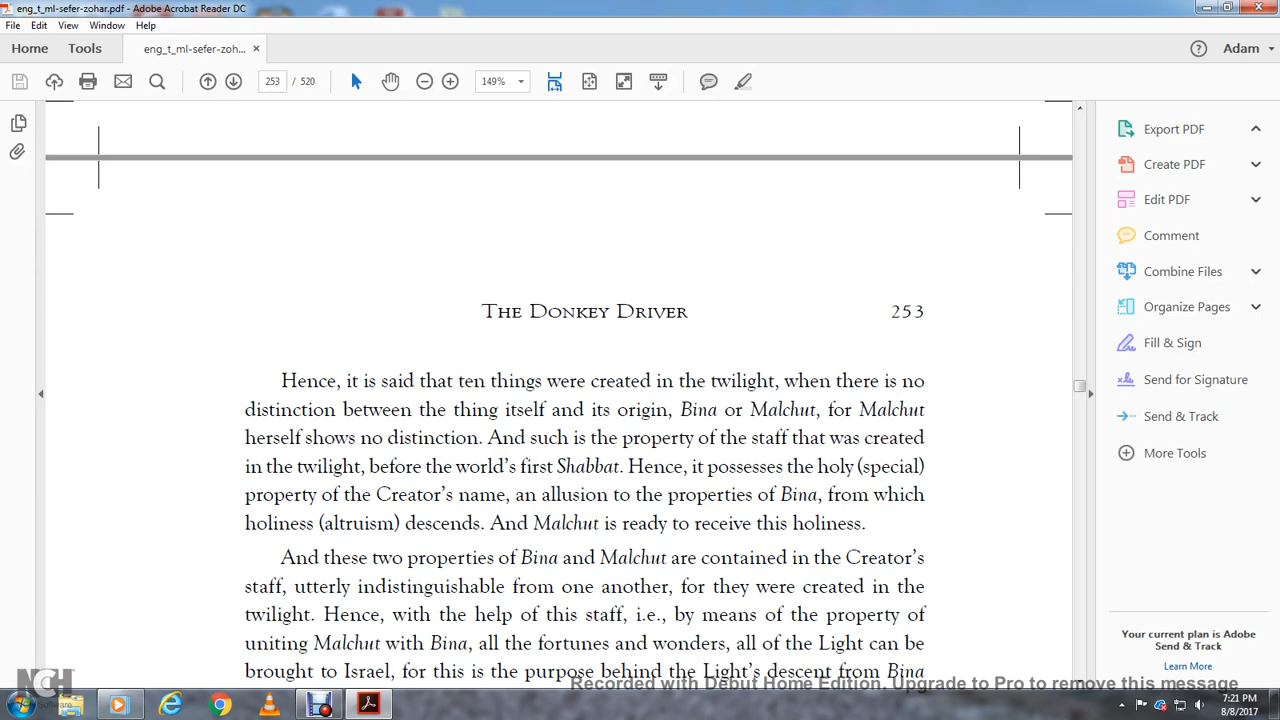 eng_t_ml-sefer-zohar.pdf - Adobe Acrobat Reader DC
File Edit View Window Help
Home Tools eng_t_ml-sefer-zoh... × Adam
253 / 520 149%
Export PDF
Create PDF
Edit PDF
Comment
Combine Files
Organize Pages
Fill & Sign
Send for Signature
Send & Track
More Tools
THE DONKEY DRIVER 253
Hence, it is said that ten things were created in the twilight, when there is no
distinction between the thing itself and its origin, Bina or Malchut, for Malchut
herself shows no distinction. And such is the property of the staff that was created
in the twilight, before the world's first Shabbat. Hence, it possesses the holy (special)
property of the Creator's name, an allusion to the properties of Bina, from which
holiness (altruism) descends. And Malchut is ready to receive this holiness.
And these two properties of Bina and Malchut are contained in the Creator's
staff, utterly indistinguishable from one another, for they were created in the
twilight. Hence, with the help of this staff, i.e., by means of the property of
uniting Malchut with Bina, all the fortunes and wonders, all of the Light can be
brought to Israel, for this is the purpose behind the Light's descent from Bina
Your current plan is Adobe
Send & Track
Learn More
NCH
Software
Recorded with Debut Home Edition. Upgrade to Pro to remove this message
7:21 PM
8/8/2017